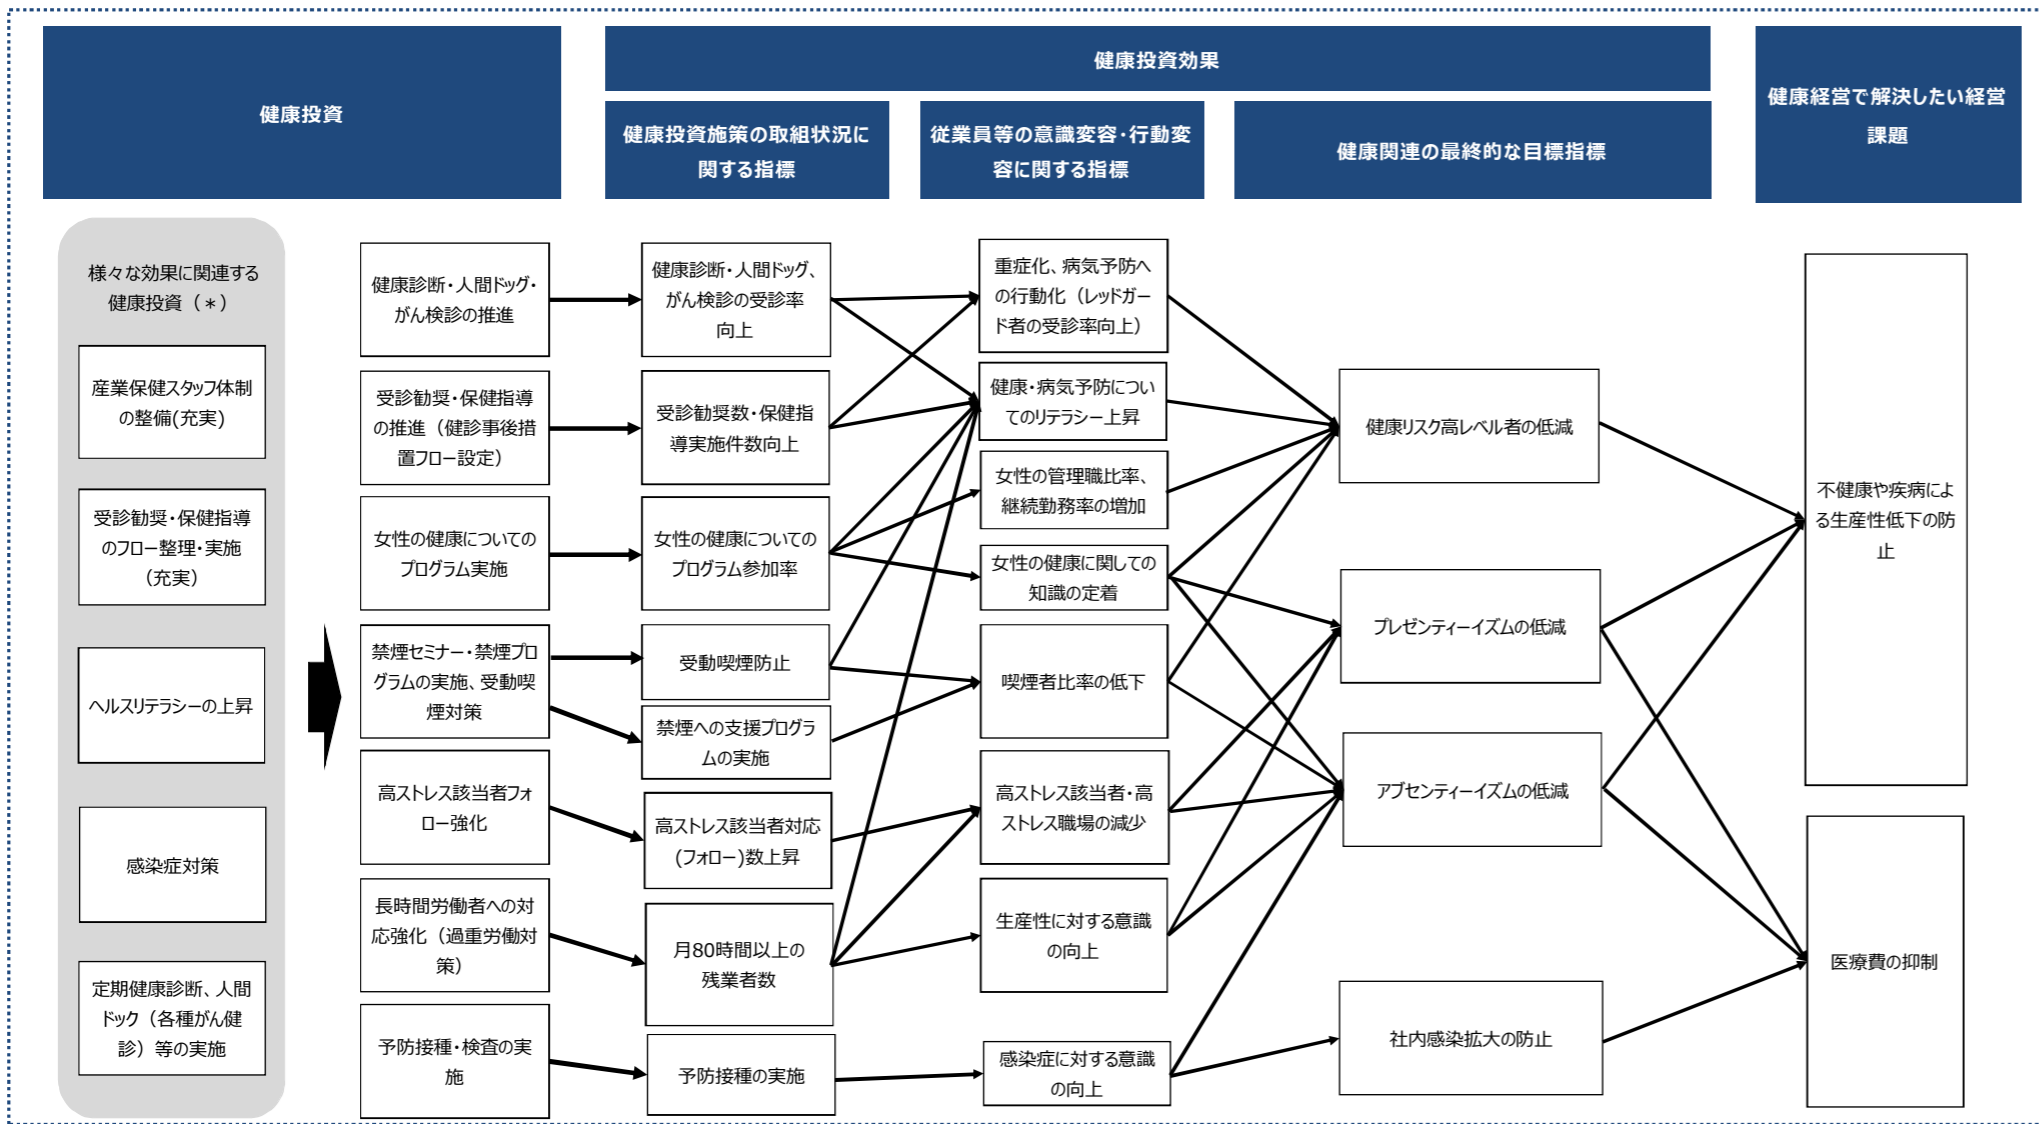 健康投資
健康投資効果
健康経営で解決したい経営
課題
健康投資施策の取組状況に
関する指標
従業員等の意識変容・行動変
容に関する指標
健康関連の最終的な目標指標
様々な効果に関連する
健康投資（＊）
産業保健スタッフ体制
の整備(充実)
受診勧奨・保健指導
のフロー整理・実施
（充実）
ヘルスリテラシーの上昇
感染症対策
定期健康診断、人間
ドック（各種がん健
診）等の実施
健康診断・人間ドッグ・
がん検診の推進
受診勧奨・保健指導
の推進（健診事後措
置フロー設定）
女性の健康についての
プログラム実施
禁煙セミナー・禁煙プロ
グラムの実施、受動喫
煙対策
高ストレス該当者フォ
ロー強化
長時間労働者への対
応強化（過重労働対
策）
予防接種・検査の実
施
健康診断・人間ドッグ、
がん検診の受診率
向上
受診勧奨数・保健指
導実施件数向上
女性の健康についての
プログラム参加率
受動喫煙防止
禁煙への支援プログラ
ムの実施
高ストレス該当者対応
(フォロー)数上昇
月80時間以上の
残業者数
予防接種の実施
重症化、病気予防へ
の行動化（レッドガー
ド者の受診率向上）
健康・病気予防につい
てのリテラシー上昇
女性の管理職比率、
継続勤務率の増加
女性の健康に関しての
知識の定着
喫煙者比率の低下
高ストレス該当者・高
ストレス職場の減少
生産性に対する意識
の向上
感染症に対する意識
の向上
健康リスク高レベル者の低減
プレゼンティーイズムの低減
アブセンティーイズムの低減
社内感染拡大の防止
不健康や疾病によ
る生産性低下の防
止
医療費の抑制